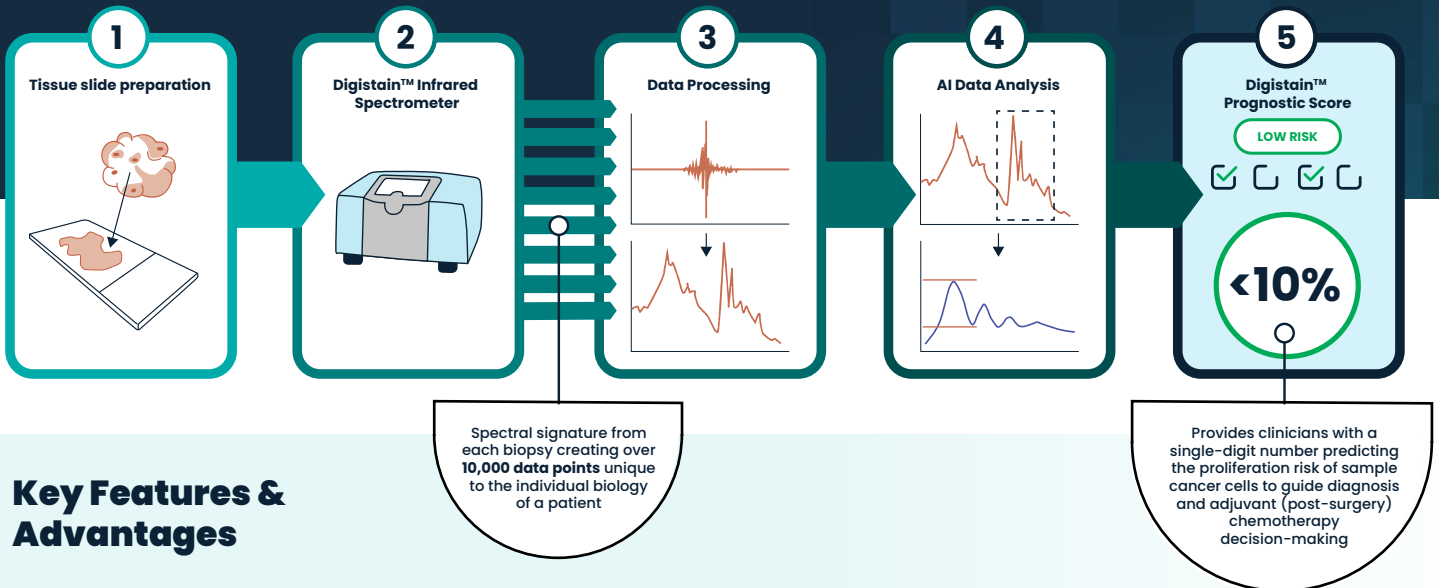 1
Tissue slide preparation
2
Digistain™ Infrared
Spectrometer
3
Data Processing
4
AI Data Analysis
5
Digistain™
Prognostic Score
LOW RISK
<10%
Spectral signature from
each biopsy creating over
10,000 data points unique
to the individual biology
of a patient
Provides clinicians with a
single-digit number predicting
the proliferation risk of sample
cancer cells to guide diagnosis
and adjuvant (post-surgery)
chemotherapy
decision-making
Key Features &
Advantages